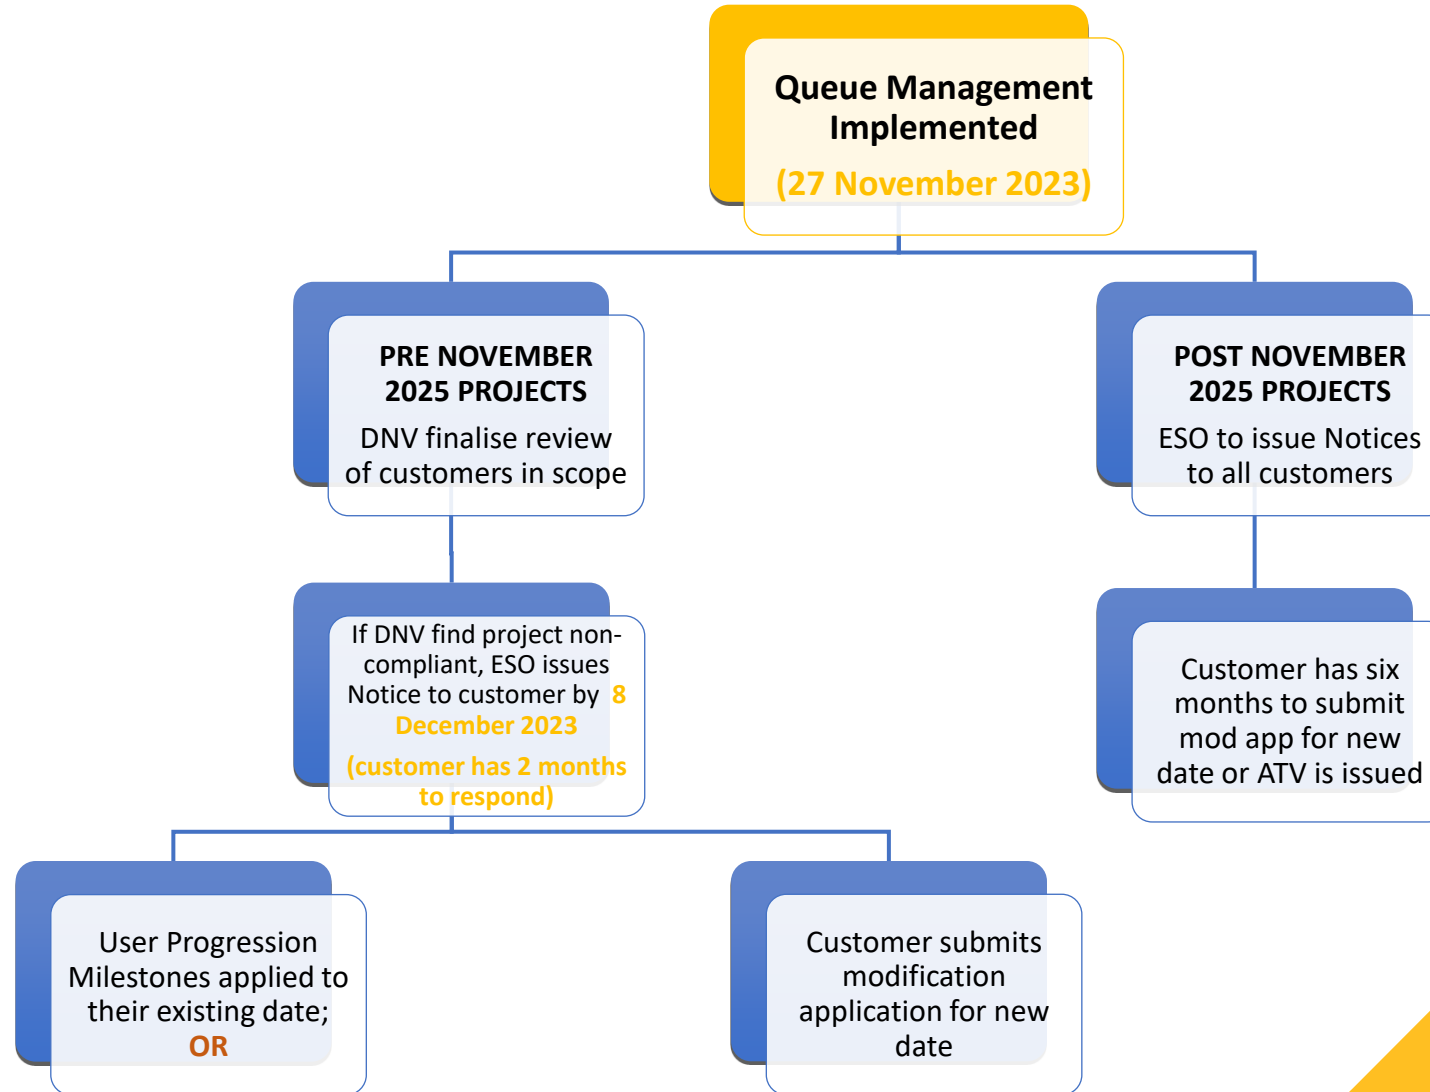 Queue Management
Implemented
(27 November 2023)
PRE NOVEMBER
2025 PROJECTS
DNV finalise review
of customers in scope
POST NOVEMBER
2025 PROJECTS
ESO to issue Notices
to all customers
If DNV find project non-
compliant, ESO issues
Notice to customer by 8
December 2023
(customer has 2 months
to respond)
Customer has six
months to submit
mod app for new
date or ATV is issued
User Progression
Milestones applied to
their existing date;
OR
Customer submits
modification
application for new
date